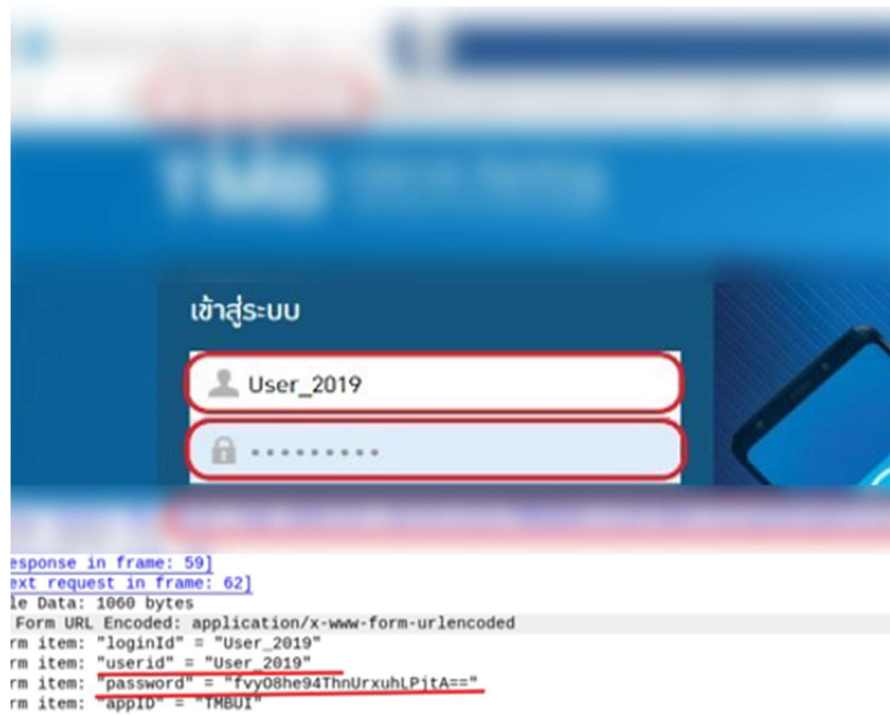 เข้าสู่ระบบ
User_2019
esponse in frame: 59]
ext request in frame: 62]
le Data: 1060 bytes
Form URL Encoded: application/x-www-form-urlencoded
rm item: "loginId" = "User_2019"
rm item: "userid" = "User_2019"
rm item: "password" = "fvyO8he94ThnUrxuhLPjtA=="
rm item: "appID" = "TMBUI"